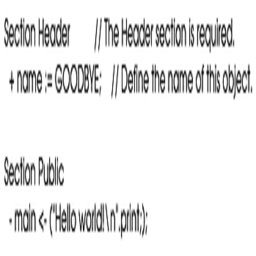 Section Header // The Header section is required.
+ name := GOODBYE; // Define the name of this object.
Section Public
- main <- ("Hello world!\n".print;);